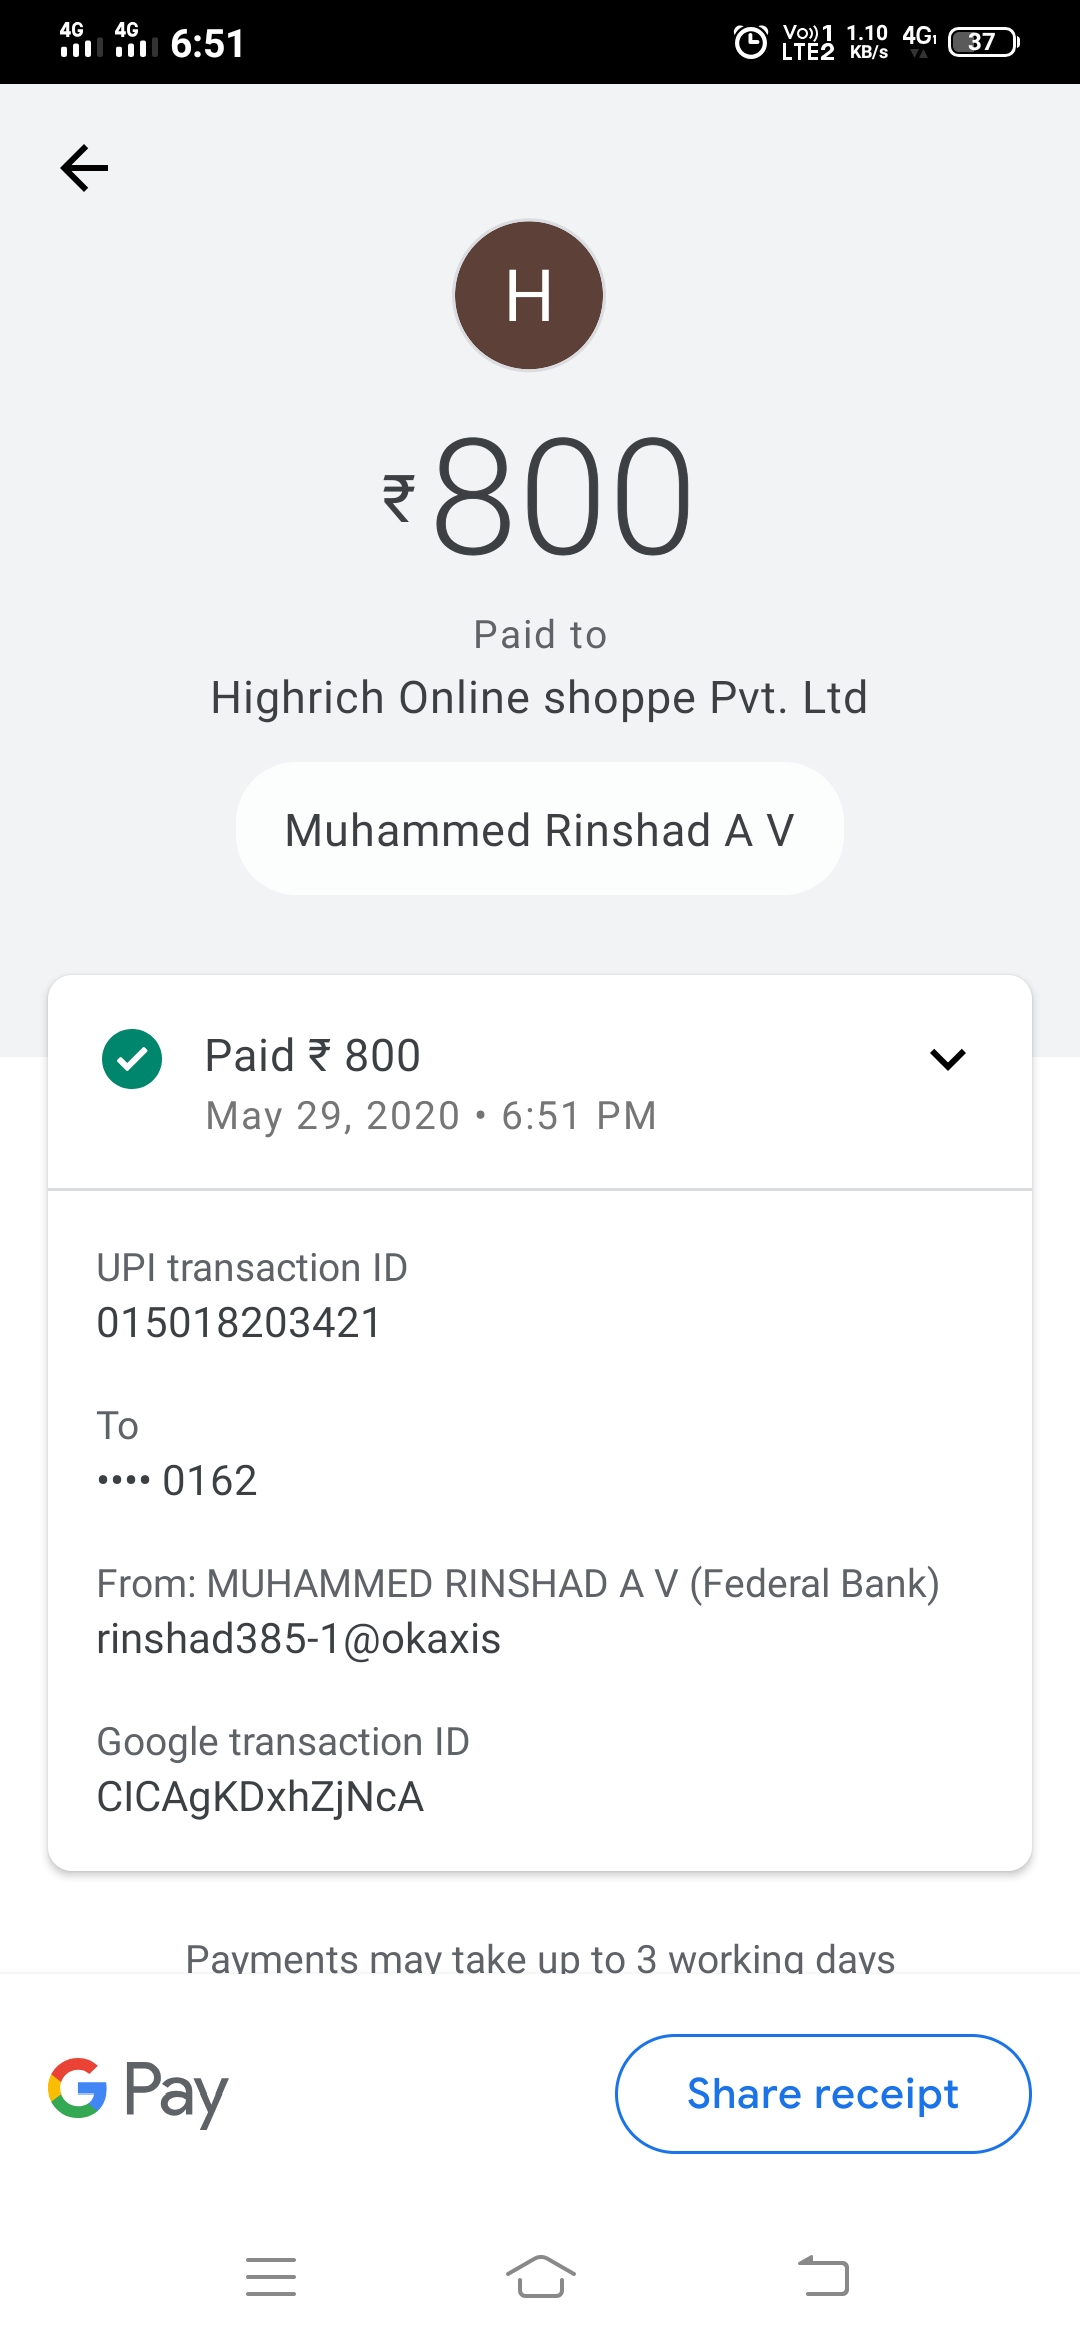 4G 4G 6:51 Vo)) 1 LTE2 1.10 KB/s 4G1 37
H
₹800
Paid to
Highrich Online shoppe Pvt. Ltd
Muhammed Rinshad A V
Paid ₹ 800
May 29, 2020 • 6:51 PM
UPI transaction ID
015018203421
To
•••• 0162
From: MUHAMMED RINSHAD A V (Federal Bank)
rinshad385-1@okaxis
Google transaction ID
CICAgKDxhZjNcA
Payments may take up to 3 working days
G Pay
Share receipt